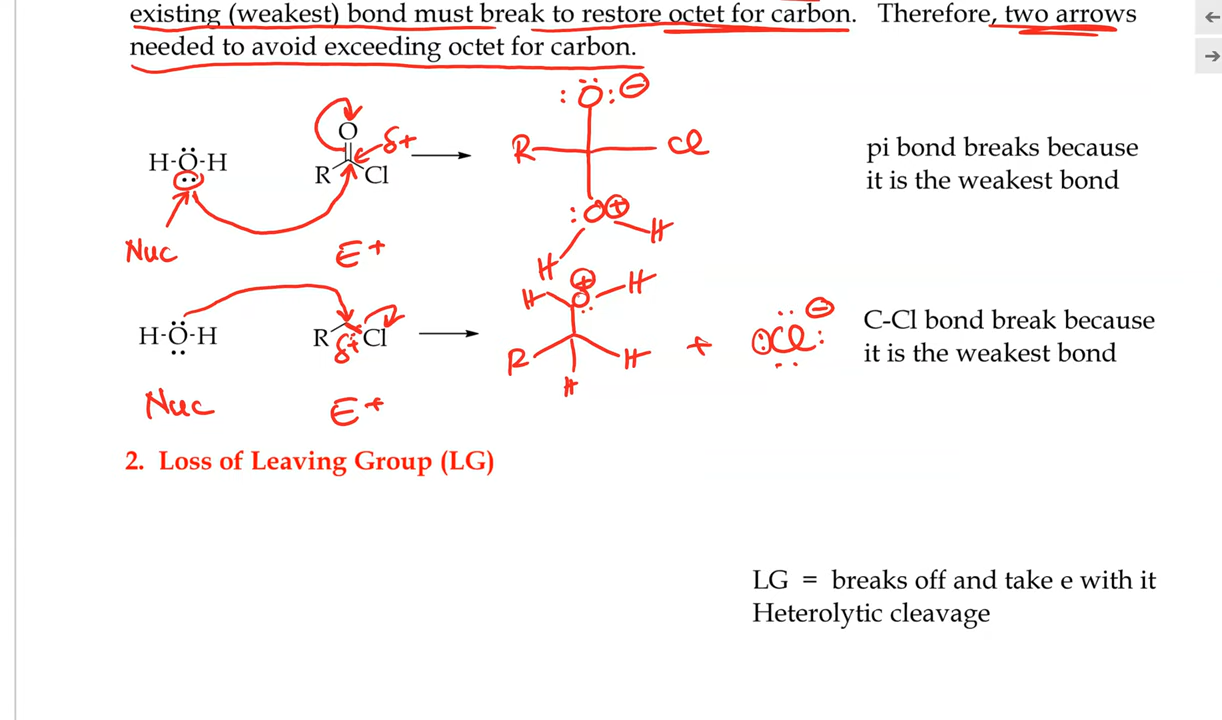 existing (weakest) bond must break to restore octet for carbon. Therefore, two arrows
needed to avoid exceeding octet for carbon.
:Ö:⊖
O δ+
H-Ö-H R Cl → R Cl
pi bond breaks because
it is the weakest bond
:O⊕ H
Nuc E+ H
H O⊕ H
H-Ö-H R δ+ Cl → R H H + :Cl:⊖
C-Cl bond break because
it is the weakest bond
Nuc E+
2. Loss of Leaving Group (LG)
LG = breaks off and take e with it
Heterolytic cleavage